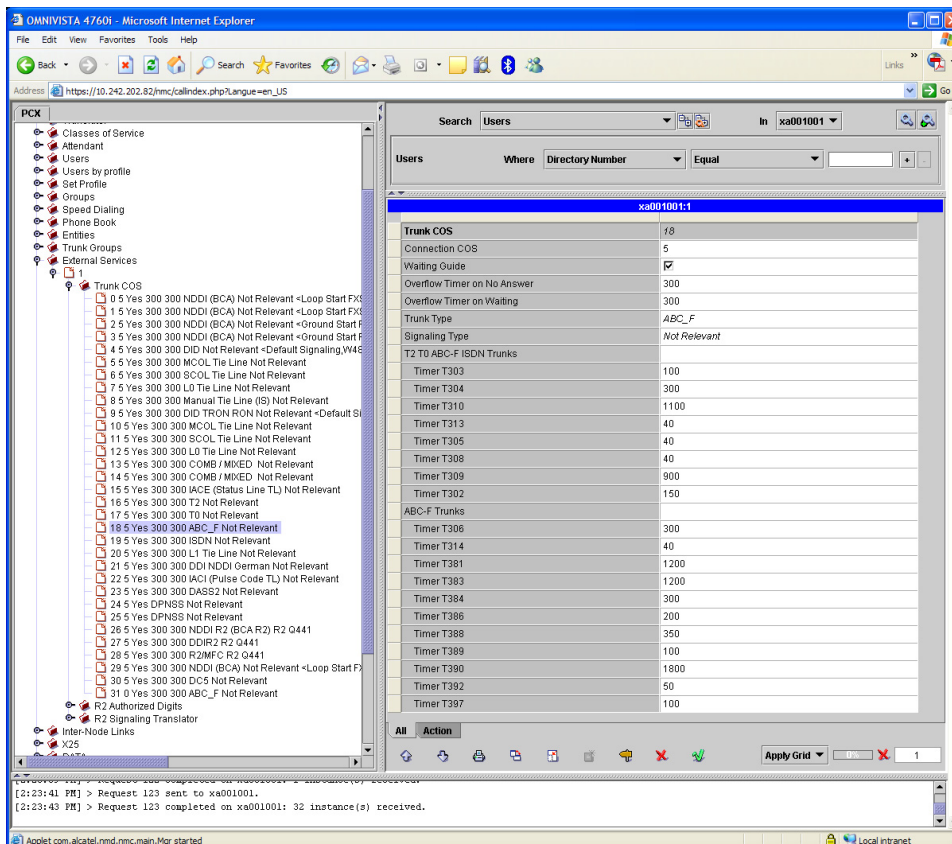 OMNIVISTA 4760i - Microsoft Internet Explorer
File Edit View Favorites Tools Help
Back Search Favorites Links
Address https://10.242.202.82/nmc/callindex.php?Langue=en_US Go
PCX
Classes of Service
Attendant
Users
Users by profile
Set Profile
Groups
Speed Dialing
Phone Book
Entities
Trunk Groups
External Services
1
Trunk COS
0 5 Yes 300 300 NDDI (BCA) Not Relevant <Loop Start FXS
1 5 Yes 300 300 NDDI (BCA) Not Relevant <Loop Start FXS
2 5 Yes 300 300 NDDI (BCA) Not Relevant <Ground Start F
3 5 Yes 300 300 NDDI (BCA) Not Relevant <Ground Start F
4 5 Yes 300 300 DID Not Relevant <Default Signaling,W48
5 5 Yes 300 300 MCOL Tie Line Not Relevant
6 5 Yes 300 300 SCOL Tie Line Not Relevant
7 5 Yes 300 300 L0 Tie Line Not Relevant
8 5 Yes 300 300 Manual Tie Line (IS) Not Relevant
9 5 Yes 300 300 DID TRON RON Not Relevant <Default Si
10 5 Yes 300 300 MCOL Tie Line Not Relevant
11 5 Yes 300 300 SCOL Tie Line Not Relevant
12 5 Yes 300 300 L0 Tie Line Not Relevant
13 5 Yes 300 300 COMB / MIXED Not Relevant
14 5 Yes 300 300 COMB / MIXED Not Relevant
15 5 Yes 300 300 IACE (Status Line TL) Not Relevant
16 5 Yes 300 300 T2 Not Relevant
17 5 Yes 300 300 T0 Not Relevant
18 5 Yes 300 300 ABC_F Not Relevant
19 5 Yes 300 300 ISDN Not Relevant
20 5 Yes 300 300 L1 Tie Line Not Relevant
21 5 Yes 300 300 DDI NDDI German Not Relevant
22 5 Yes 300 300 IACI (Pulse Code TL) Not Relevant
23 5 Yes 300 300 DASS2 Not Relevant
24 5 Yes DPNSS Not Relevant
25 5 Yes DPNSS Not Relevant
26 5 Yes 300 300 NDDI R2 (BCA R2) R2 Q441
27 5 Yes 300 300 DDIR2 R2 Q441
28 5 Yes 300 300 R2/MFC R2 Q441
29 5 Yes 300 300 NDDI (BCA) Not Relevant <Loop Start F
30 5 Yes 300 300 DC5 Not Relevant
31 0 Yes 300 300 ABC_F Not Relevant
R2 Authorized Digits
R2 Signaling Translator
Inter-Node Links
X25
Search Users In xa001001
Users Where Directory Number Equal + -
xa001001:1
Trunk COS 18
Connection COS 5
Waiting Guide
Overflow Timer on No Answer 300
Overflow Timer on Waiting 300
Trunk Type ABC_F
Signaling Type Not Relevant
T2 T0 ABC-F ISDN Trunks
Timer T303 100
Timer T304 300
Timer T310 1100
Timer T313 40
Timer T305 40
Timer T308 40
Timer T309 900
Timer T302 150
ABC-F Trunks
Timer T306 300
Timer T314 40
Timer T381 1200
Timer T383 1200
Timer T384 300
Timer T386 200
Timer T388 350
Timer T389 100
Timer T390 1800
Timer T392 50
Timer T397 100
All Action
Apply Grid 0% 1
[2:23:41 PM] > Request 123 sent to xa001001.
[2:23:43 PM] > Request 123 completed on xa001001: 32 instance(s) received.
Applet com.alcatel.nmd.nmc.main.Mgr started Local intranet